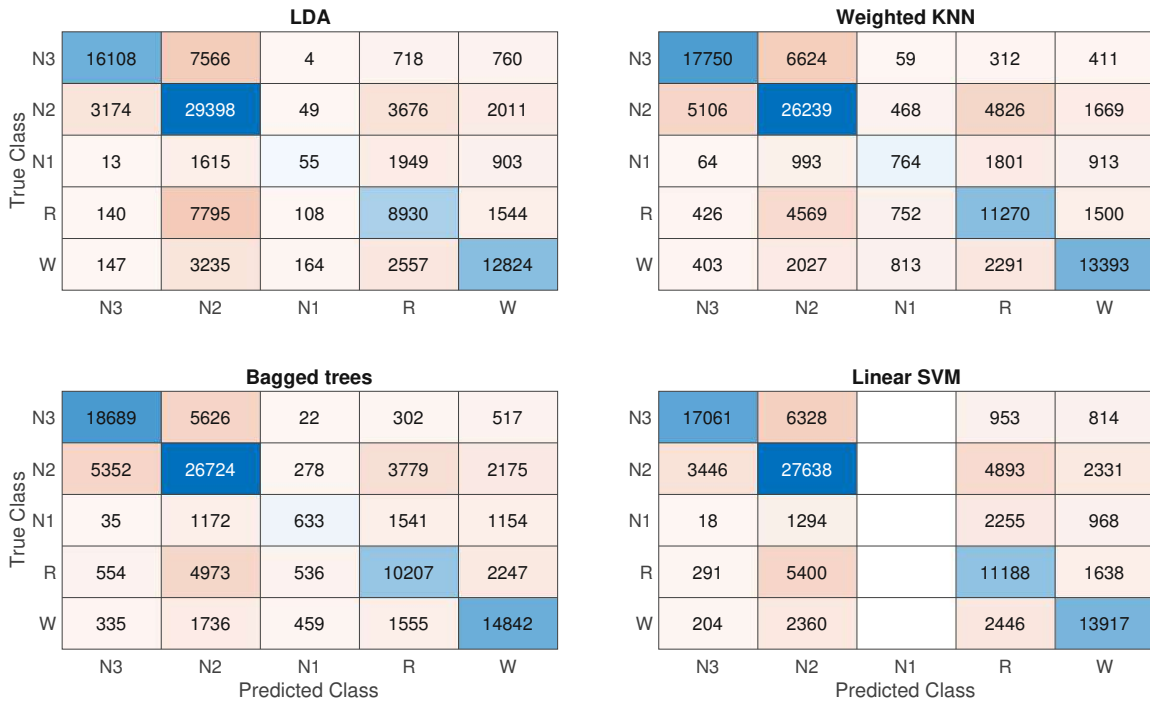 LDA
N3 16108 7566 4 718 760
N2 3174 29398 49 3676 2011
N1 13 1615 55 1949 903
R 140 7795 108 8930 1544
W 147 3235 164 2557 12824
N3 N2 N1 R W
True Class
Weighted KNN
N3 17750 6624 59 312 411
N2 5106 26239 468 4826 1669
N1 64 993 764 1801 913
R 426 4569 752 11270 1500
W 403 2027 813 2291 13393
N3 N2 N1 R W
Bagged trees
N3 18689 5626 22 302 517
N2 5352 26724 278 3779 2175
N1 35 1172 633 1541 1154
R 554 4973 536 10207 2247
W 335 1736 459 1555 14842
N3 N2 N1 R W
True Class
Predicted Class
Linear SVM
N3 17061 6328 953 814
N2 3446 27638 4893 2331
N1 18 1294 2255 968
R 291 5400 11188 1638
W 204 2360 2446 13917
N3 N2 N1 R W
Predicted Class